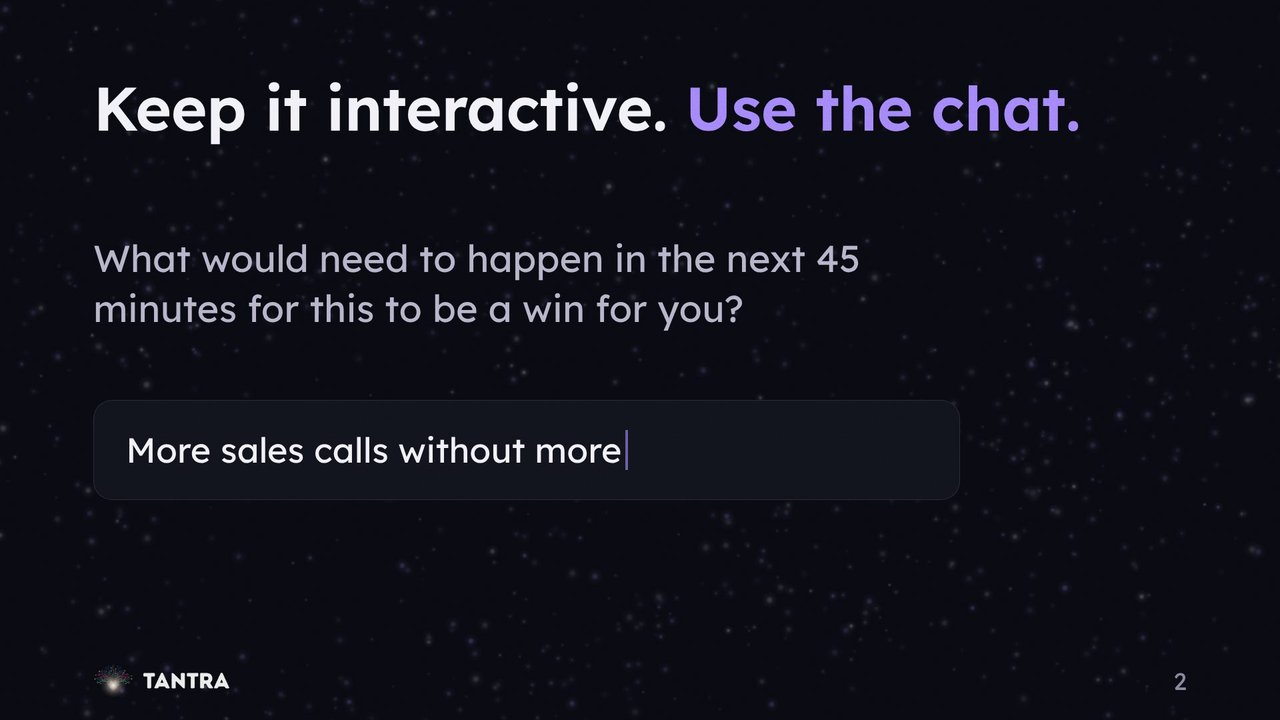 Keep it interactive. Use the chat.
What would need to happen in the next 45
minutes for this to be a win for you?
More sales calls without more
TANTRA
2